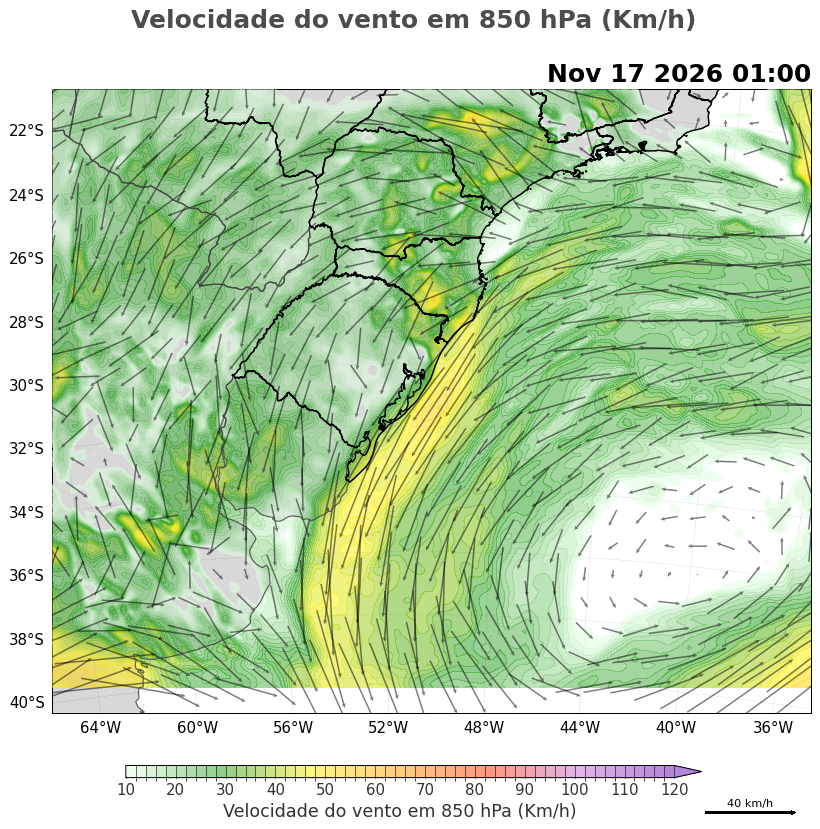 Velocidade do vento em 850 hPa (Km/h)
Nov 17 2026 01:00
22°S
24°S
26°S
28°S
30°S
32°S
34°S
36°S
38°S
40°S
64°W 60°W 56°W 52°W 48°W 44°W 40°W 36°W
10 20 30 40 50 60 70 80 90 100 110 120
40 km/h
Velocidade do vento em 850 hPa (Km/h)